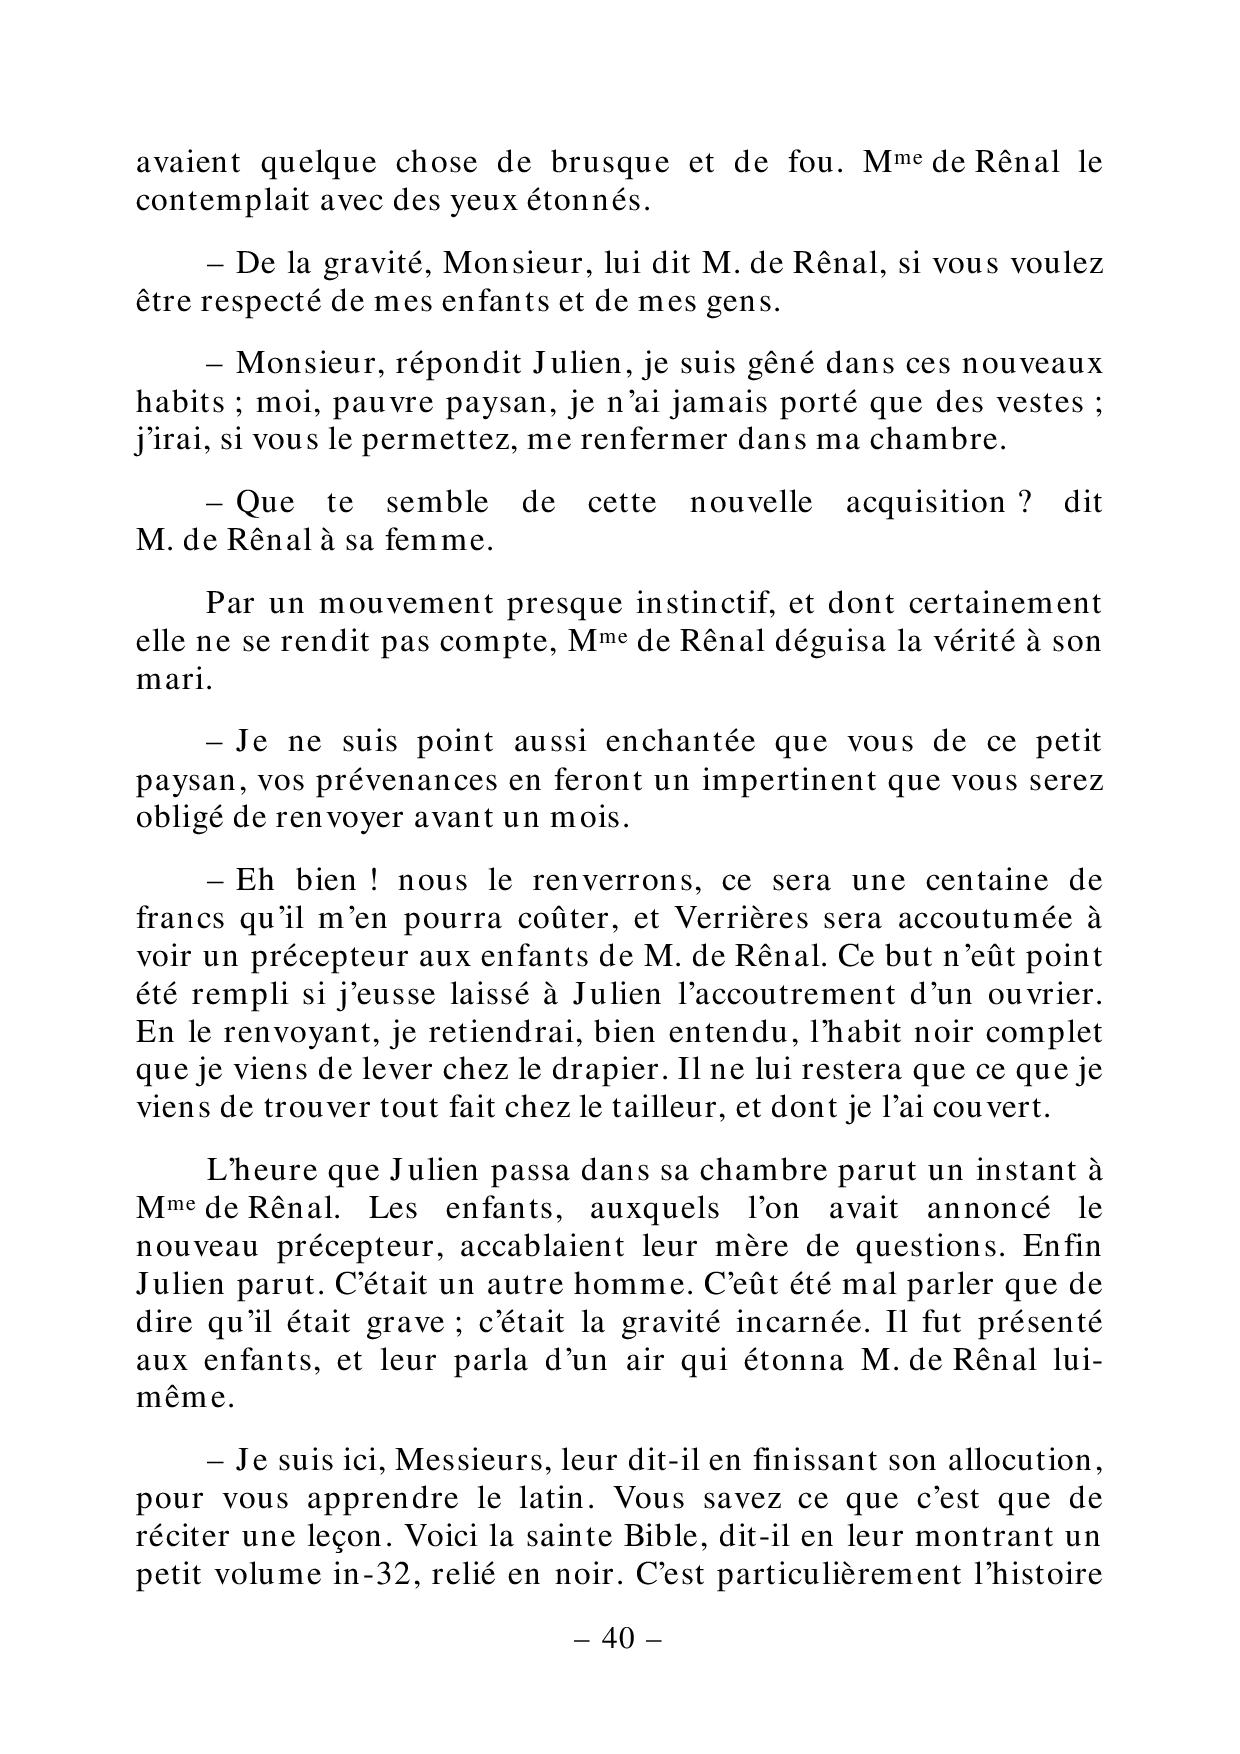 avaient quelque chose de brusque et de fou. Mme de Rênal le
contemplait avec des yeux étonnés.
– De la gravité, Monsieur, lui dit M. de Rênal, si vous voulez
être respecté de mes enfants et de mes gens.
– Monsieur, répondit Julien, je suis gêné dans ces nouveaux
habits ; moi, pauvre paysan, je n’ai jamais porté que des vestes ;
j’irai, si vous le permettez, me renfermer dans ma chambre.
– Que te semble de cette nouvelle acquisition ? dit
M. de Rênal à sa femme.
Par un mouvement presque instinctif, et dont certainement
elle ne se rendit pas compte, Mme de Rênal déguisa la vérité à son
mari.
– Je ne suis point aussi enchantée que vous de ce petit
paysan, vos prévenances en feront un impertinent que vous serez
obligé de renvoyer avant un mois.
– Eh bien ! nous le renverrons, ce sera une centaine de
francs qu’il m’en pourra coûter, et Verrières sera accoutumée à
voir un précepteur aux enfants de M. de Rênal. Ce but n’eût point
été rempli si j’eusse laissé à Julien l’accoutrement d’un ouvrier.
En le renvoyant, je retiendrai, bien entendu, l’habit noir complet
que je viens de lever chez le drapier. Il ne lui restera que ce que je
viens de trouver tout fait chez le tailleur, et dont je l’ai couvert.
L’heure que Julien passa dans sa chambre parut un instant à
Mme de Rênal. Les enfants, auxquels l’on avait annoncé le
nouveau précepteur, accablaient leur mère de questions. Enfin
Julien parut. C’était un autre homme. C’eût été mal parler que de
dire qu’il était grave ; c’était la gravité incarnée. Il fut présenté
aux enfants, et leur parla d’un air qui étonna M. de Rênal lui-
même.
– Je suis ici, Messieurs, leur dit-il en finissant son allocution,
pour vous apprendre le latin. Vous savez ce que c’est que de
réciter une leçon. Voici la sainte Bible, dit-il en leur montrant un
petit volume in-32, relié en noir. C’est particulièrement l’histoire
– 40 –